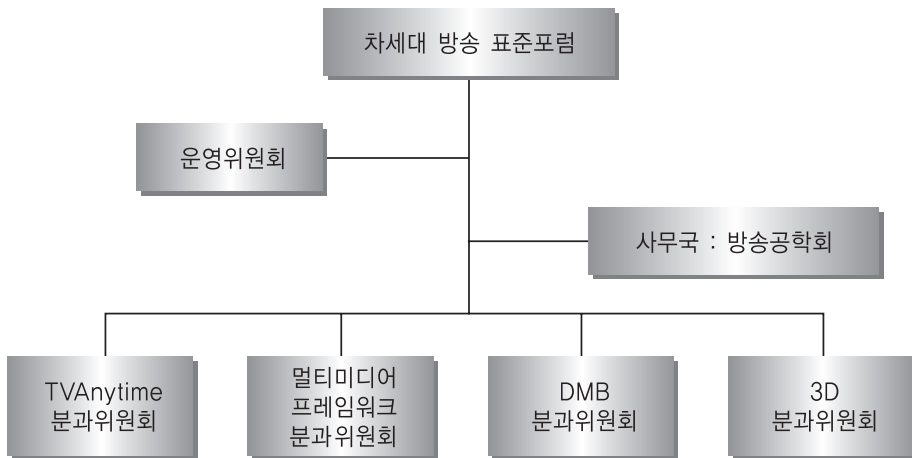 차세대 방송 표준포럼
운영위원회
사무국 : 방송공학회
TVAnytime
분과위원회
멀티미디어
프레임워크
분과위원회
DMB
분과위원회
3D
분과위원회